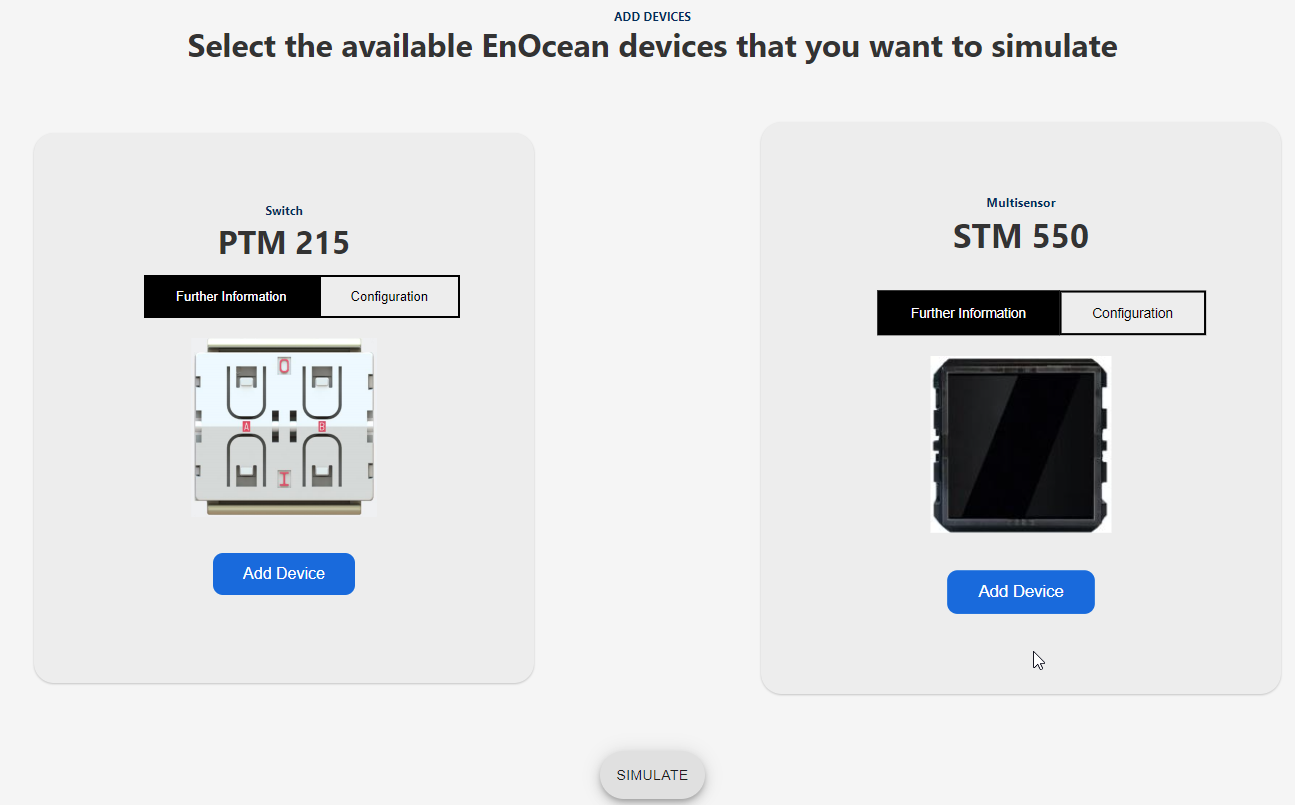 ADD DEVICES
Select the available EnOcean devices that you want to simulate
Switch
PTM 215
Further Information
Configuration
O
A
B
I
Add Device
Multisensor
STM 550
Further Information
Configuration
Add Device
SIMULATE